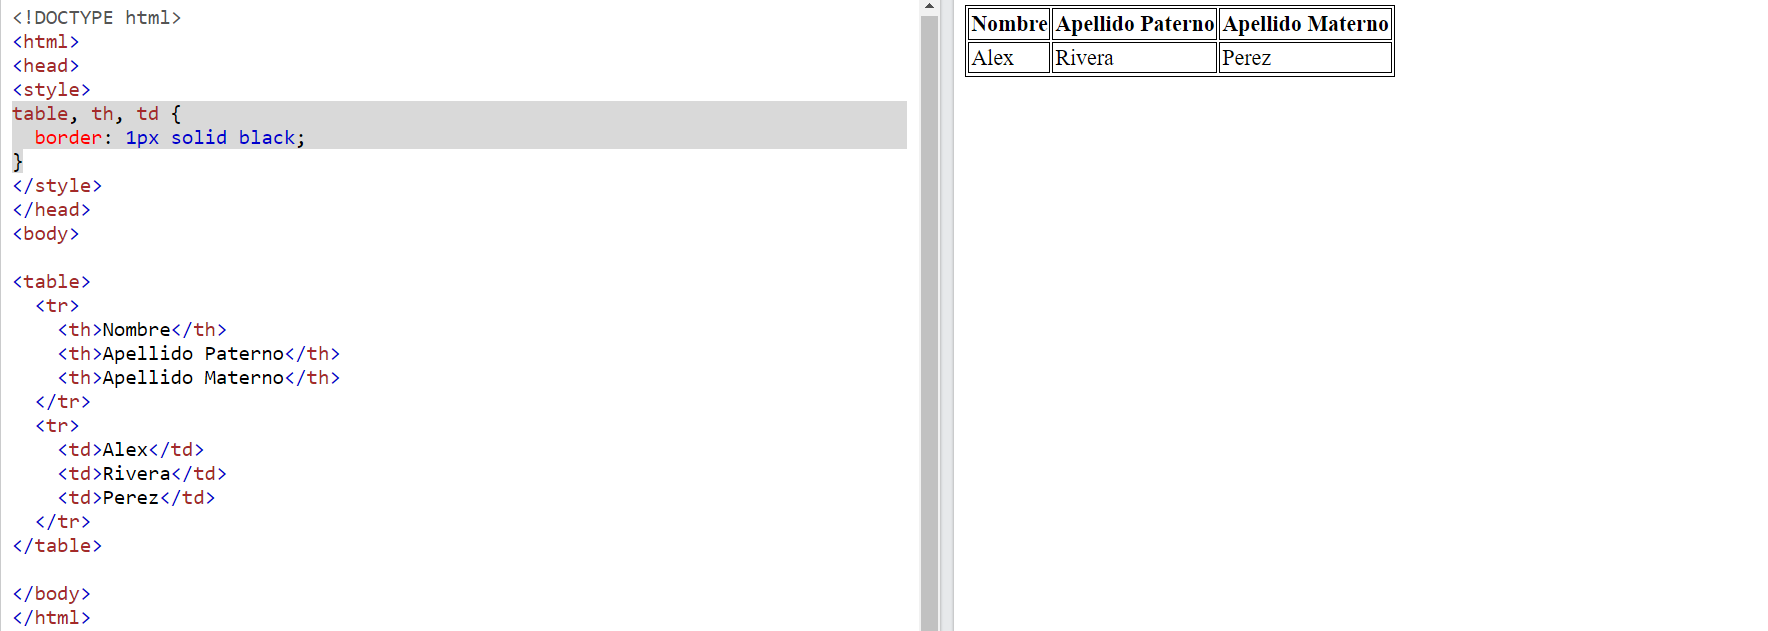 <!DOCTYPE html>
<html>
<head>
<style>
table, th, td {
  border: 1px solid black;
}
</style>
</head>
<body>

<table>
  <tr>
    <th>Nombre</th>
    <th>Apellido Paterno</th>
    <th>Apellido Materno</th>
  </tr>
  <tr>
    <td>Alex</td>
    <td>Rivera</td>
    <td>Perez</td>
  </tr>
</table>

</body>
</html>
Nombre Apellido Paterno Apellido Materno
Alex Rivera Perez